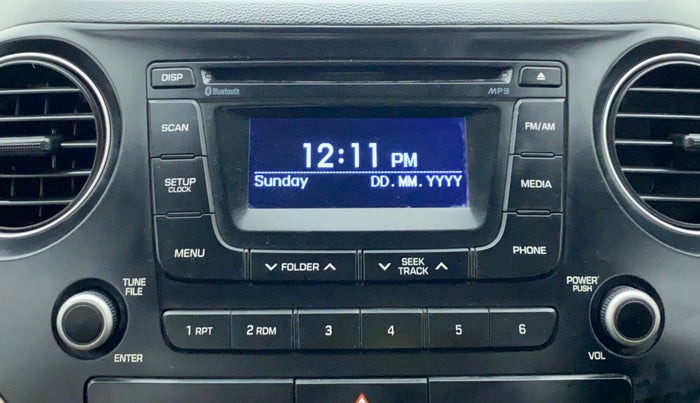 DISP
Bluetooth
MP3
SCAN
FM/AM
12:11 PM
Sunday DD.MM.YYYY
SETUP
CLOCK
MEDIA
MENU
FOLDER
SEEK
TRACK
PHONE
TUNE
FILE
POWER
PUSH
1 RPT
2 RDM
3
4
5
6
ENTER
VOL